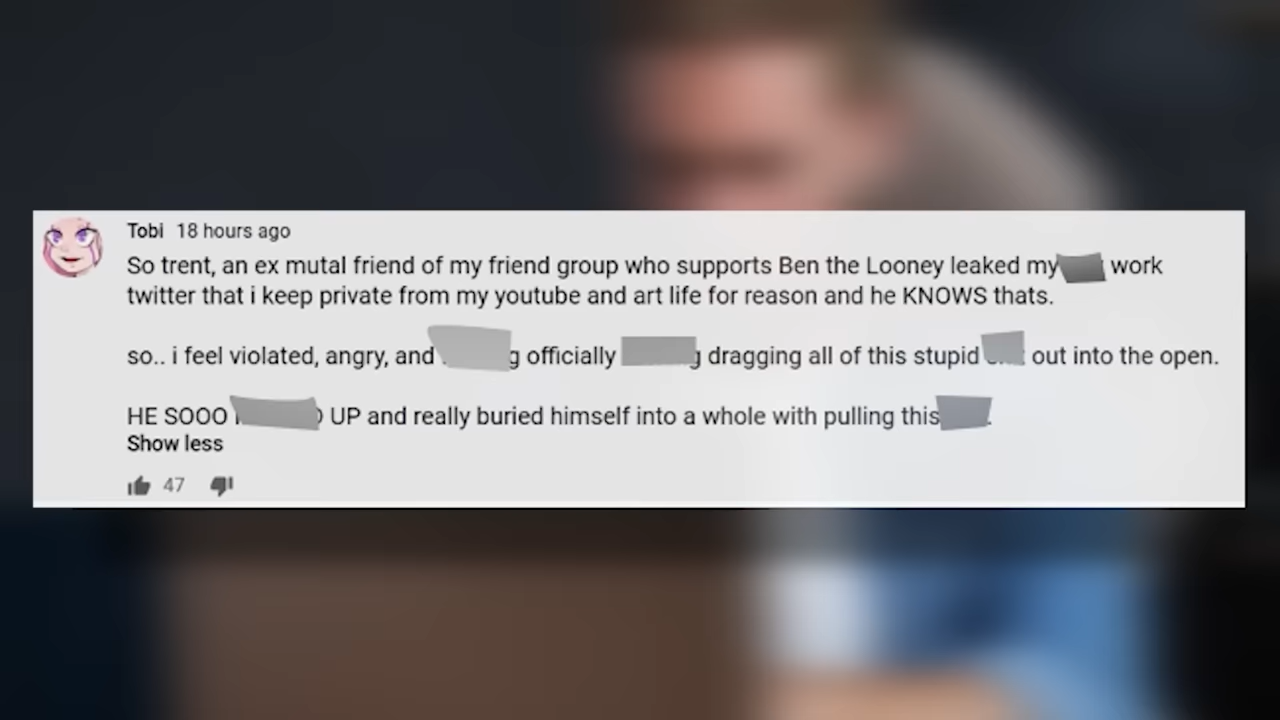 Tobi 18 hours ago
So trent, an ex mutal friend of my friend group who supports Ben the Looney leaked my work
twitter that i keep private from my youtube and art life for reason and he KNOWS thats.
so.. i feel violated, angry, and officially dragging all of this stupid out into the open.
HE SOOO UP and really buried himself into a whole with pulling this
Show less
47